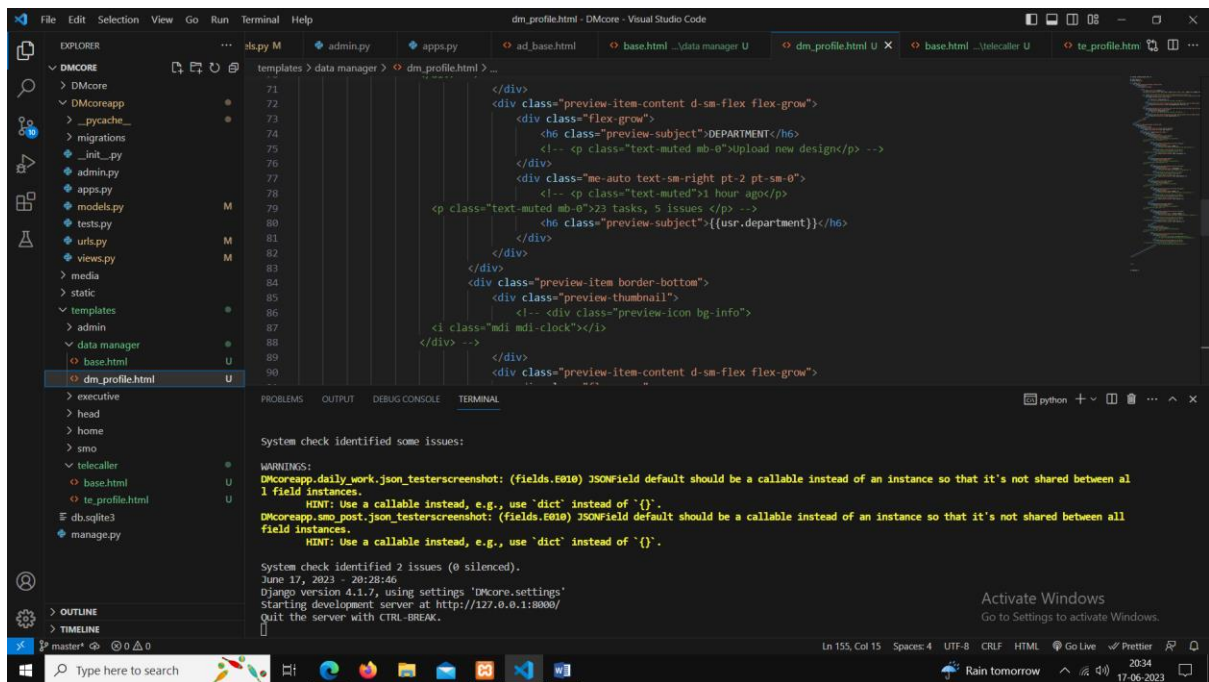 File Edit Selection View Go Run Terminal Help
dm_profile.html - DMcore - Visual Studio Code
EXPLORER
DMCORE
DMcore
DMcoreapp
__pycache__
migrations
__init__.py
admin.py
apps.py
models.py M
tests.py
urls.py M
views.py M
media
static
templates
admin
data manager
base.html U
dm_profile.html U
executive
head
home
smo
telecaller
base.html U
te_profile.html U
db.sqlite3
manage.py
OUTLINE
TIMELINE
els.py M admin.py apps.py ad_base.html base.html ...\data manager U dm_profile.html U base.html ...\telecaller U te_profile.htm
templates > data manager > dm_profile.html > ...
71 </div>
72 <div class="preview-item-content d-sm-flex flex-grow">
73 <div class="flex-grow">
74 <h6 class="preview-subject">DEPARTMENT</h6>
75 <!-- <p class="text-muted mb-0">Upload new design</p> -->
76 </div>
77 <div class="me-auto text-sm-right pt-2 pt-sm-0">
78 <!-- <p class="text-muted">1 hour ago</p>
79 <p class="text-muted mb-0">23 tasks, 5 issues </p> -->
80 <h6 class="preview-subject">{{usr.department}}</h6>
81 </div>
82 </div>
83 </div>
84 <div class="preview-item border-bottom">
85 <div class="preview-thumbnail">
86 <!-- <div class="preview-icon bg-info">
87 <i class="mdi mdi-clock"></i>
88 </div> -->
89 </div>
90 <div class="preview-item-content d-sm-flex flex-grow">
PROBLEMS OUTPUT DEBUG CONSOLE TERMINAL
python
System check identified some issues:
WARNINGS:
DMcoreapp.daily_work.json_testerscreenshot: (fields.E010) JSONField default should be a callable instead of an instance so that it's not shared between al
l field instances.
HINT: Use a callable instead, e.g., use `dict` instead of `{}`.
DMcoreapp.smo_post.json_testerscreenshot: (fields.E010) JSONField default should be a callable instead of an instance so that it's not shared between all
field instances.
HINT: Use a callable instead, e.g., use `dict` instead of `{}`.
System check identified 2 issues (0 silenced).
June 17, 2023 - 20:28:46
Django version 4.1.7, using settings 'DMcore.settings'
Starting development server at http://127.0.0.1:8000/
Quit the server with CTRL-BREAK.
Activate Windows
Go to Settings to activate Windows.
master* 0 0
Ln 155, Col 15 Spaces: 4 UTF-8 CRLF HTML Go Live Prettier
Type here to search
Rain tomorrow
20:34
17-06-2023